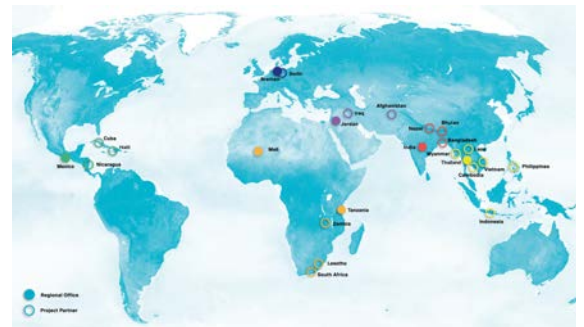 Bremen
Berlin
Iraq
Afghanistan
Jordan
Nepal
Bhutan
Bangladesh
India
Myanmar
Laos
Thailand
Vietnam
Cambodia
Philippines
Indonesia
Cuba
Haiti
Mexico
Nicaragua
Mali
Tanzania
Zambia
Lesotho
South Africa
Regional Office
Project Partner